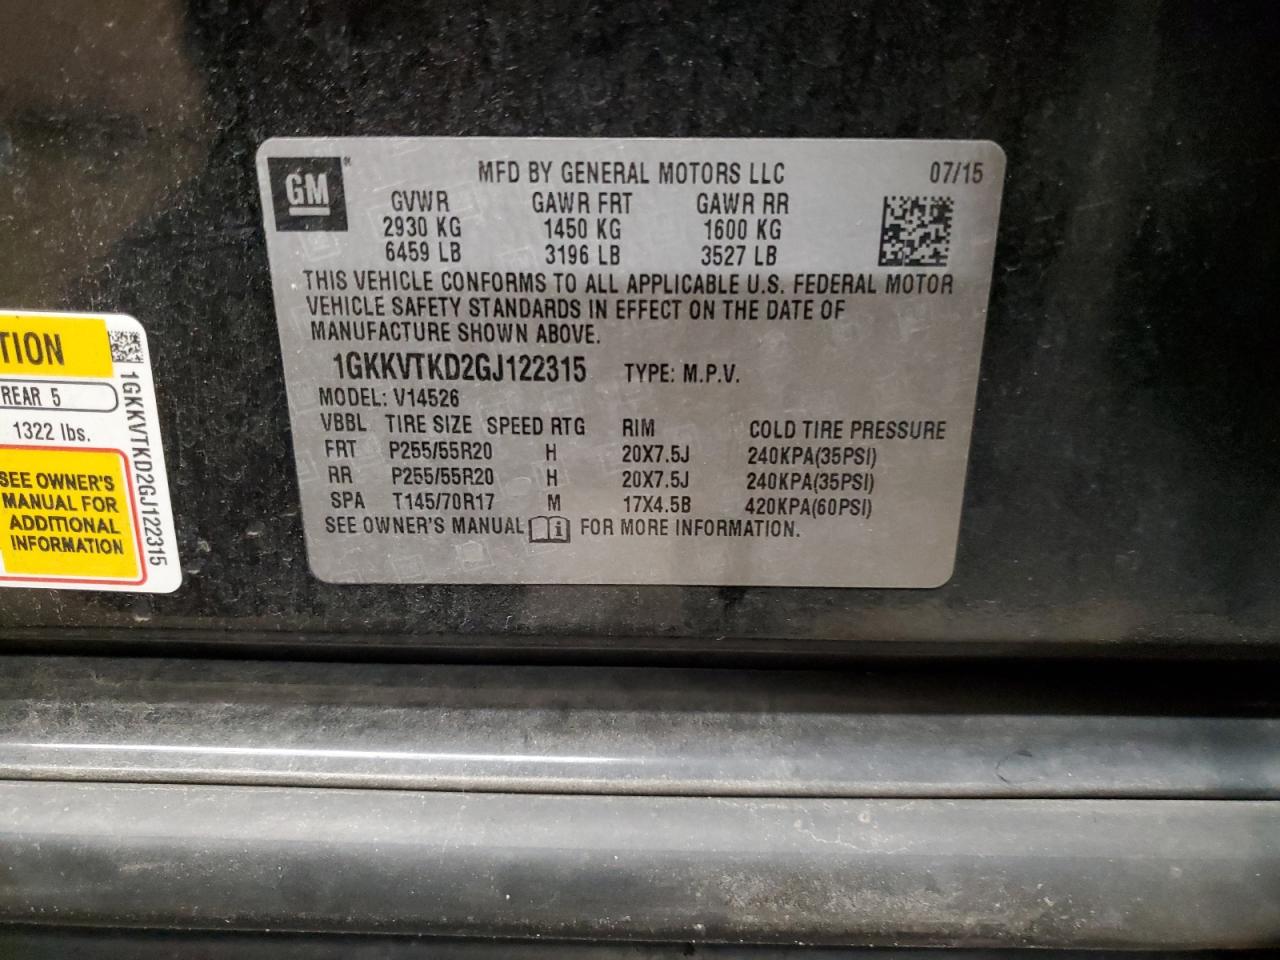 GM®
MFD BY GENERAL MOTORS LLC 07/15
GVWR GAWR FRT GAWR RR
2930 KG 1450 KG 1600 KG
6459 LB 3196 LB 3527 LB
THIS VEHICLE CONFORMS TO ALL APPLICABLE U.S. FEDERAL MOTOR
VEHICLE SAFETY STANDARDS IN EFFECT ON THE DATE OF
MANUFACTURE SHOWN ABOVE.
1GKKVTKD2GJ122315 TYPE: M.P.V.
MODEL: V14526
VBBL TIRE SIZE SPEED RTG RIM COLD TIRE PRESSURE
FRT P255/55R20 H 20X7.5J 240KPA(35PSI)
RR P255/55R20 H 20X7.5J 240KPA(35PSI)
SPA T145/70R17 M 17X4.5B 420KPA(60PSI)
SEE OWNER'S MANUAL i FOR MORE INFORMATION.
TION
REAR 5
1322 lbs.
SEE OWNER'S
MANUAL FOR
ADDITIONAL
INFORMATION
1GKKVTKD2GJ122315